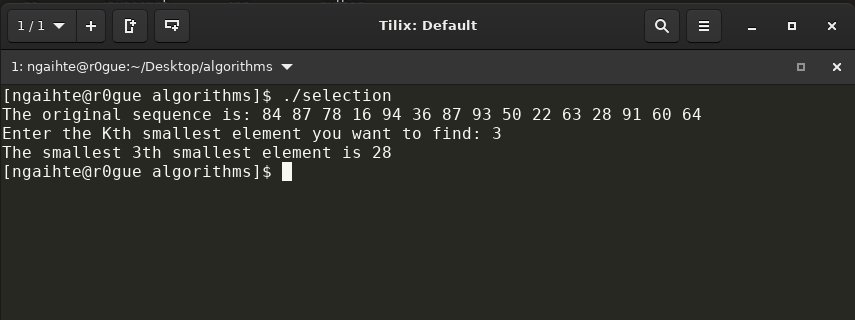 1 / 1
Tilix: Default
1: ngaihte@r0gue:~/Desktop/algorithms
[ngaihte@r0gue algorithms]$ ./selection
The original sequence is: 84 87 78 16 94 36 87 93 50 22 63 28 91 60 64
Enter the Kth smallest element you want to find: 3
The smallest 3th smallest element is 28
[ngaihte@r0gue algorithms]$